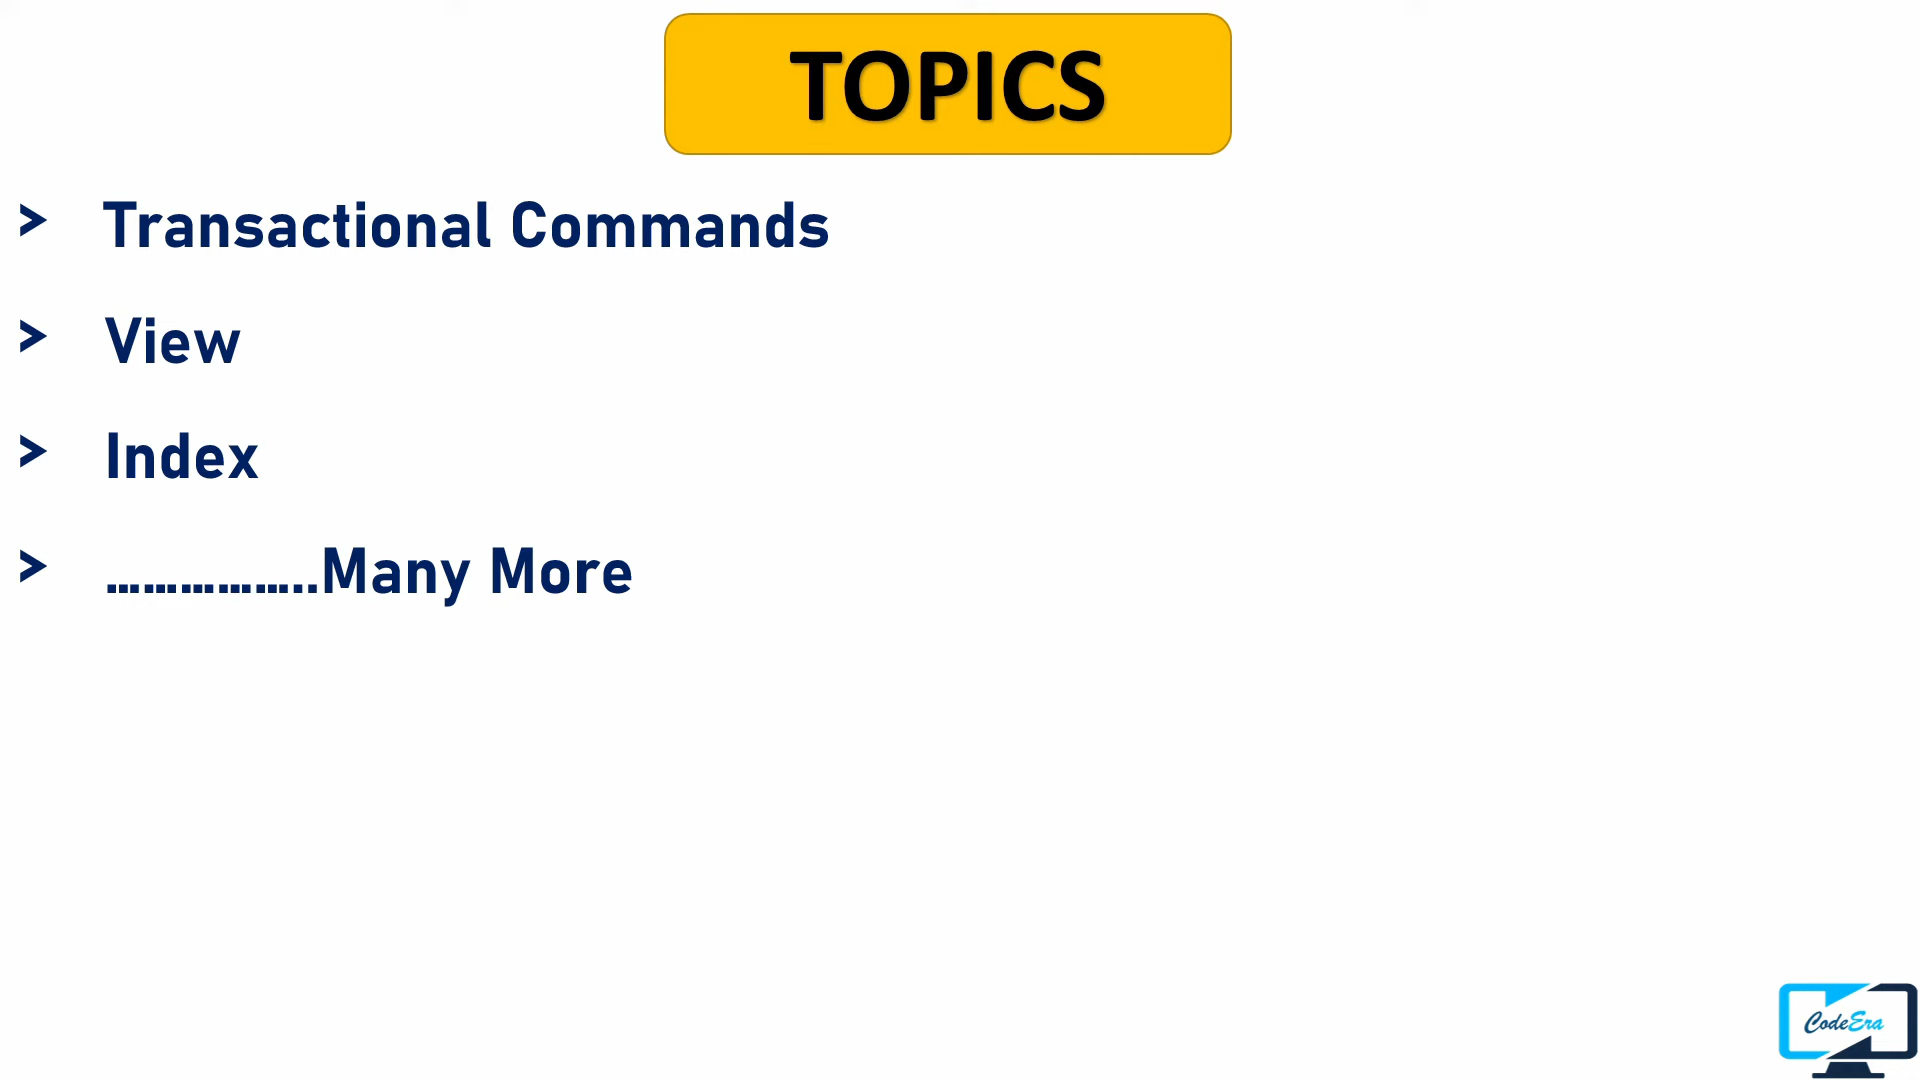 TOPICS
> Transactional Commands
> View
> Index
> ……………..Many More
CodeEra